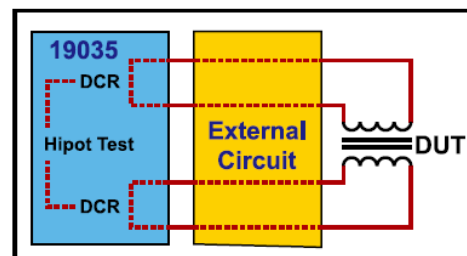 19035
DCR
Hipot Test
DCR
External
Circuit
DUT